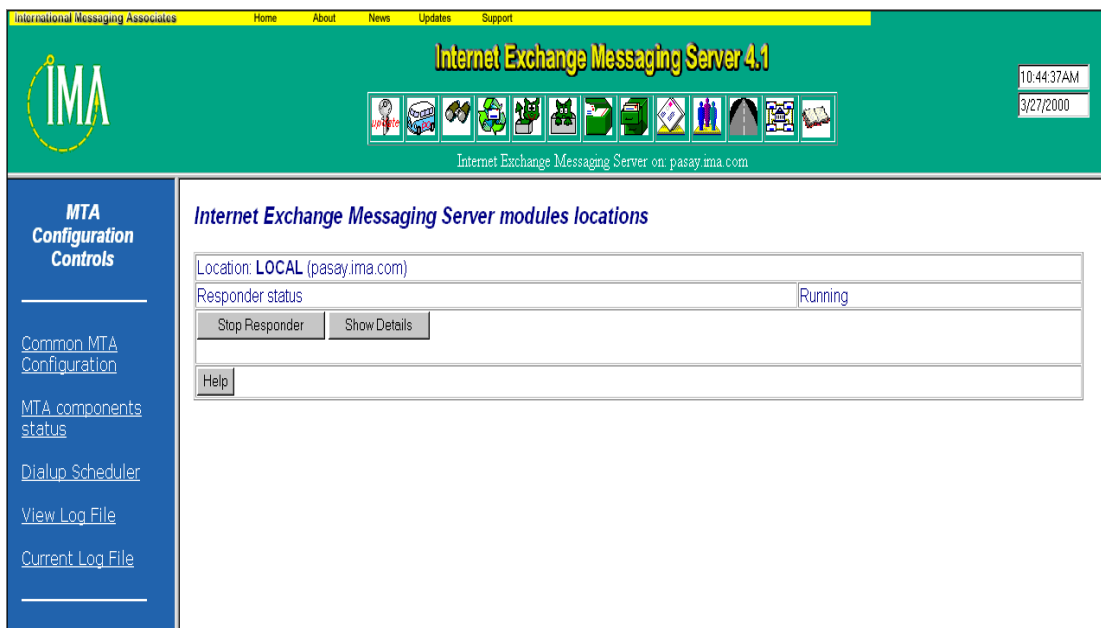 International Messaging Associates Home About News Updates Support
Internet Exchange Messaging Server 4.1
IMA
10:44:37AM
3/27/2000
update
Internet Exchange Messaging Server on: pasay.ima.com
MTA
Configuration
Controls
Common MTA
Configuration
MTA components
status
Dialup Scheduler
View Log File
Current Log File
Internet Exchange Messaging Server modules locations
Location: LOCAL (pasay.ima.com)
Responder status Running
Stop Responder Show Details
Help